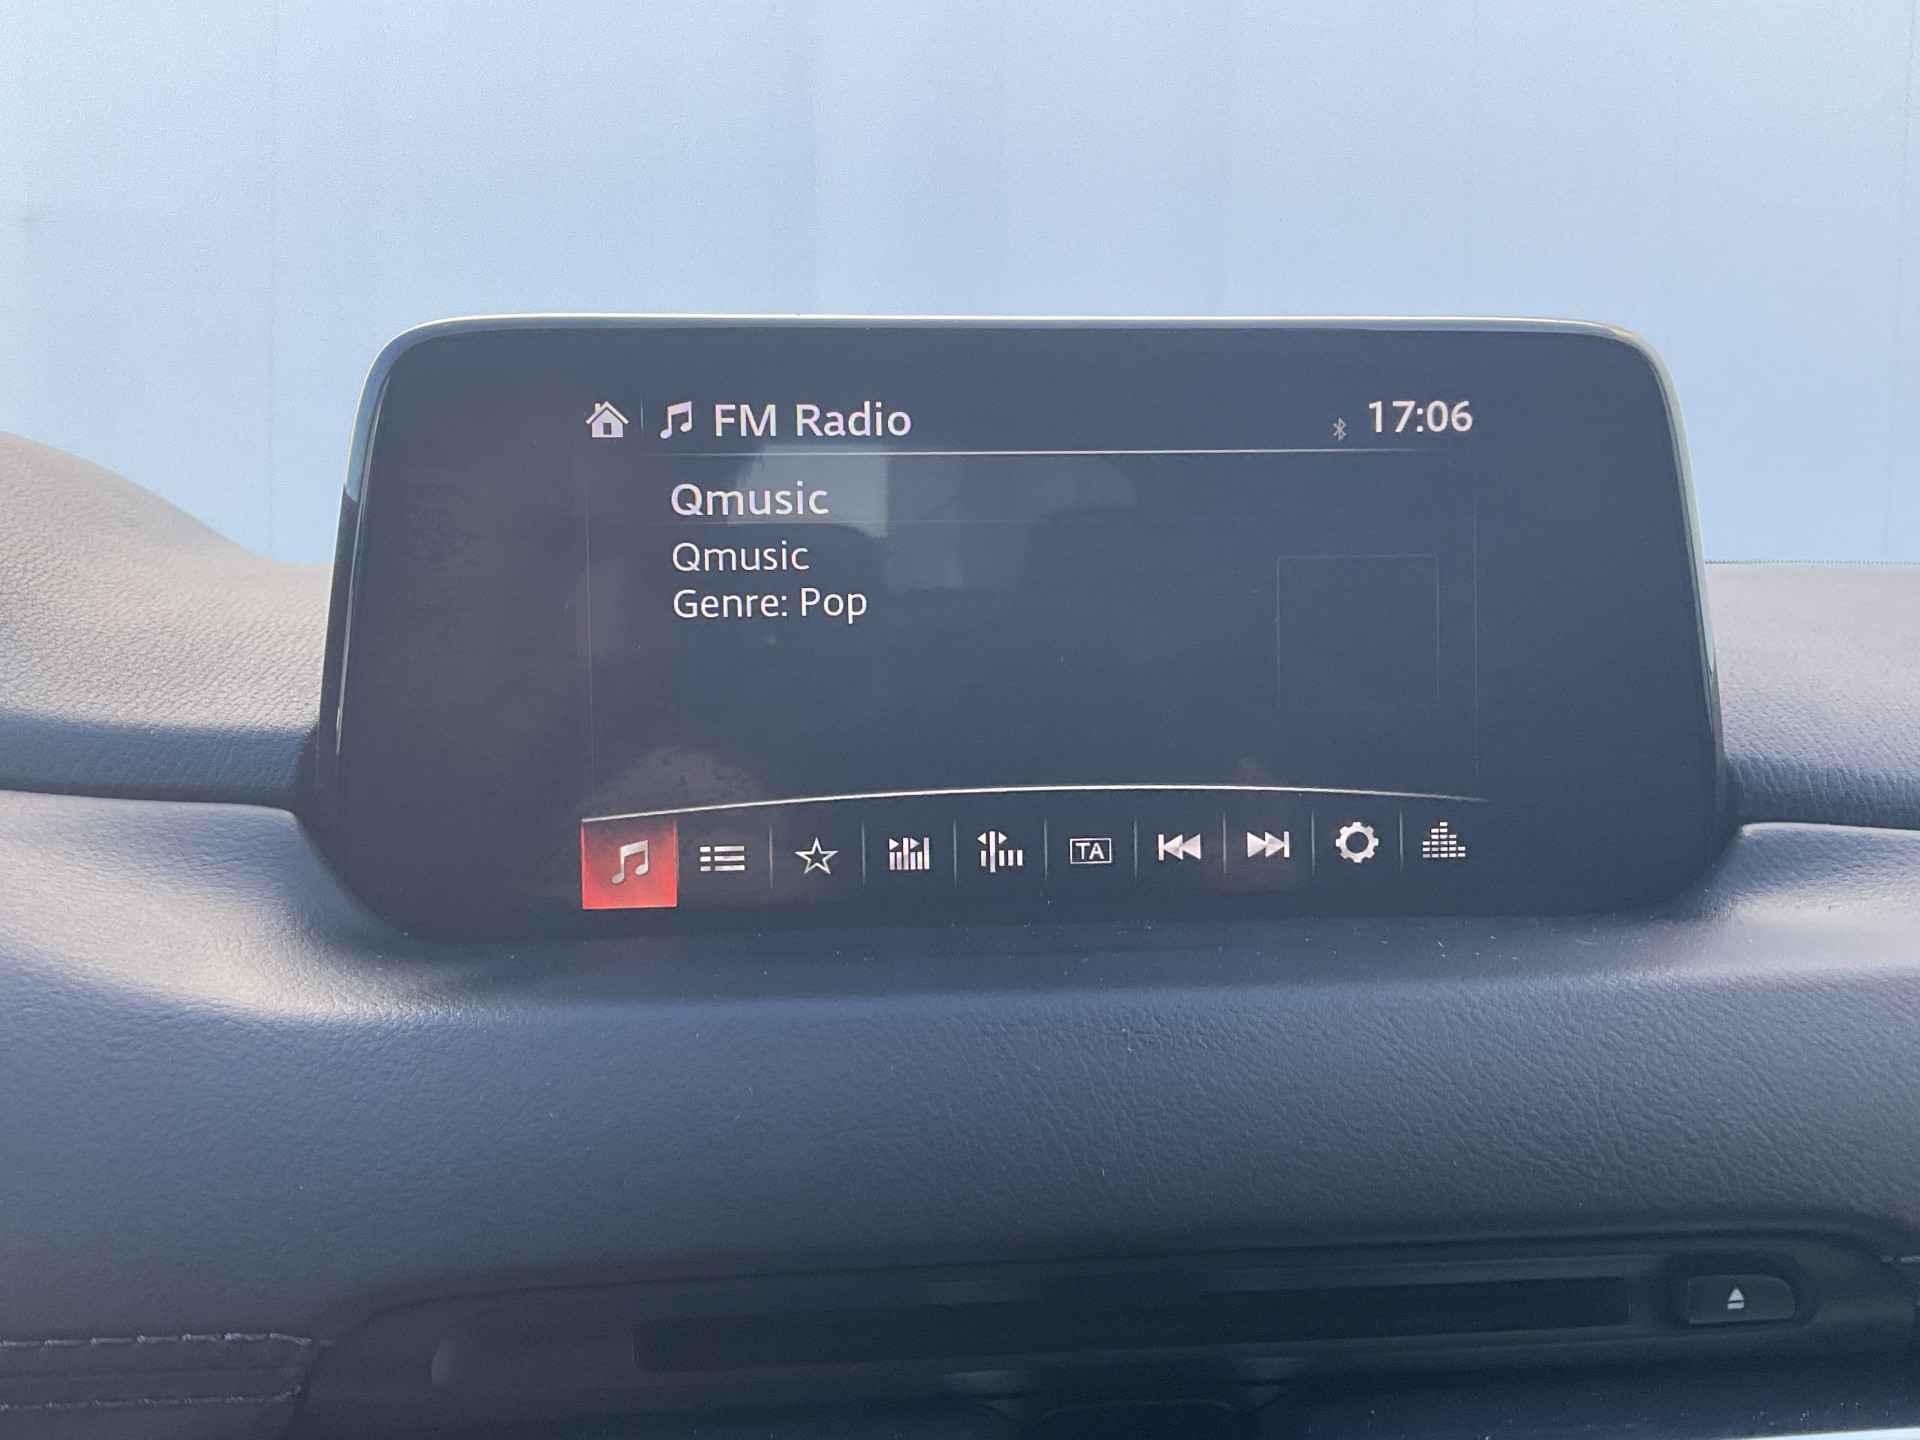 FM Radio 17:06
Qmusic
Qmusic
Genre: Pop
TA